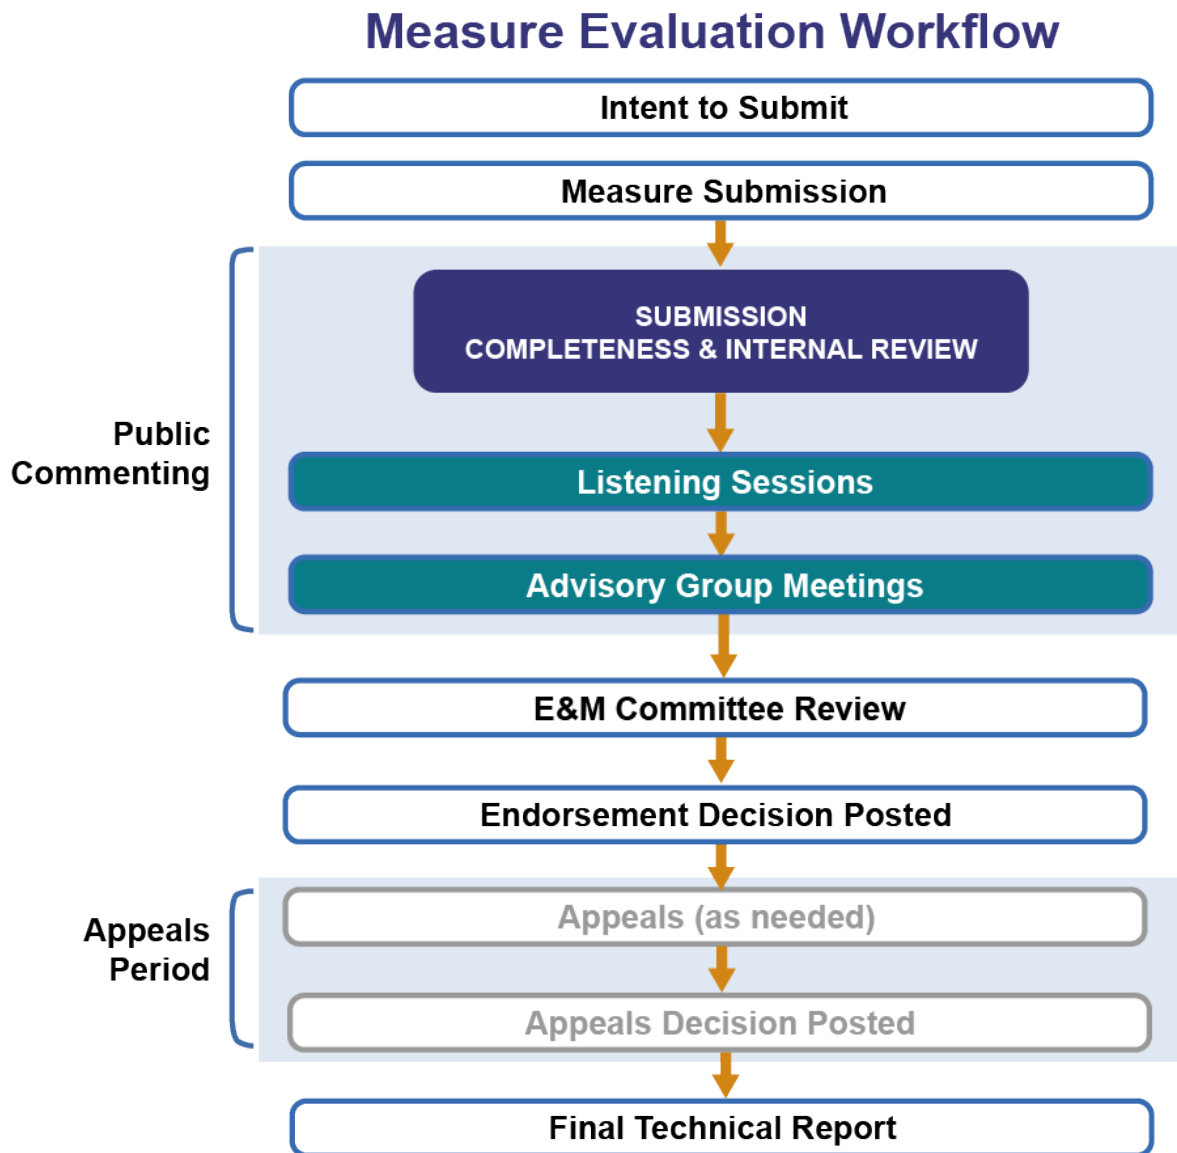 Measure Evaluation Workflow
Intent to Submit
Measure Submission
SUBMISSION
COMPLETENESS & INTERNAL REVIEW
Public
Commenting
Listening Sessions
Advisory Group Meetings
E&M Committee Review
Endorsement Decision Posted
Appeals
Period
Appeals (as needed)
Appeals Decision Posted
Final Technical Report